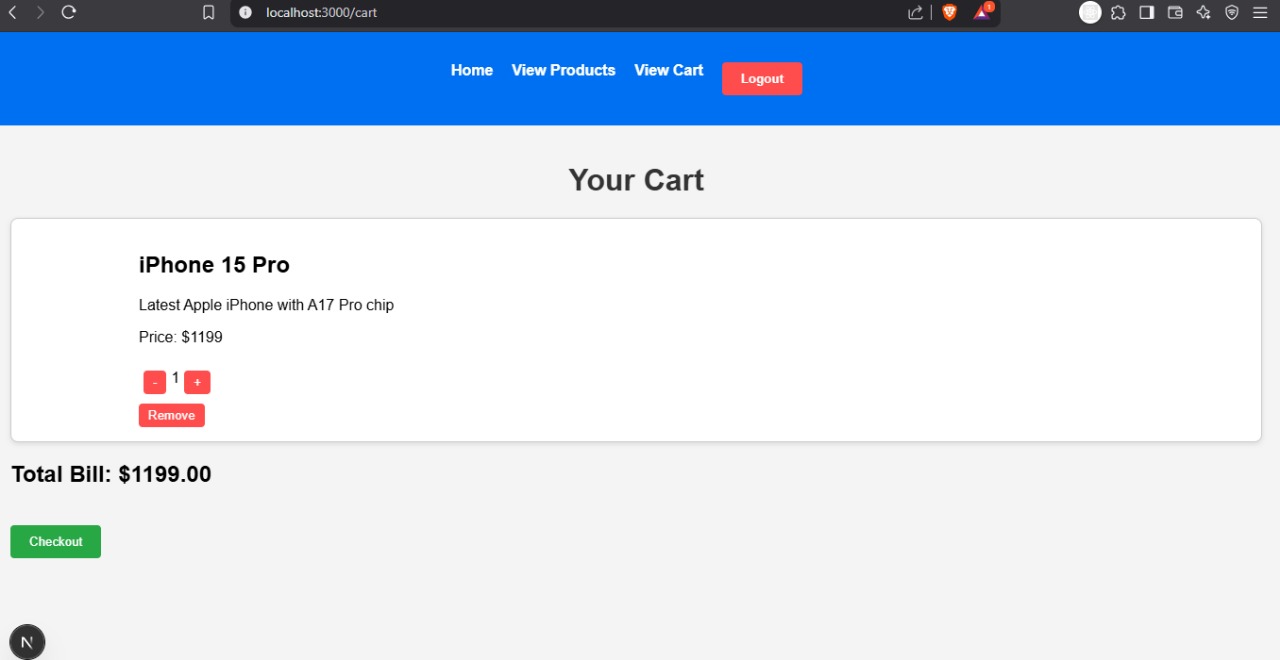 localhost:3000/cart
1
Home View Products View Cart Logout
Your Cart
iPhone 15 Pro
Latest Apple iPhone with A17 Pro chip
Price: $1199
- 1 +
Remove
Total Bill: $1199.00
Checkout
N